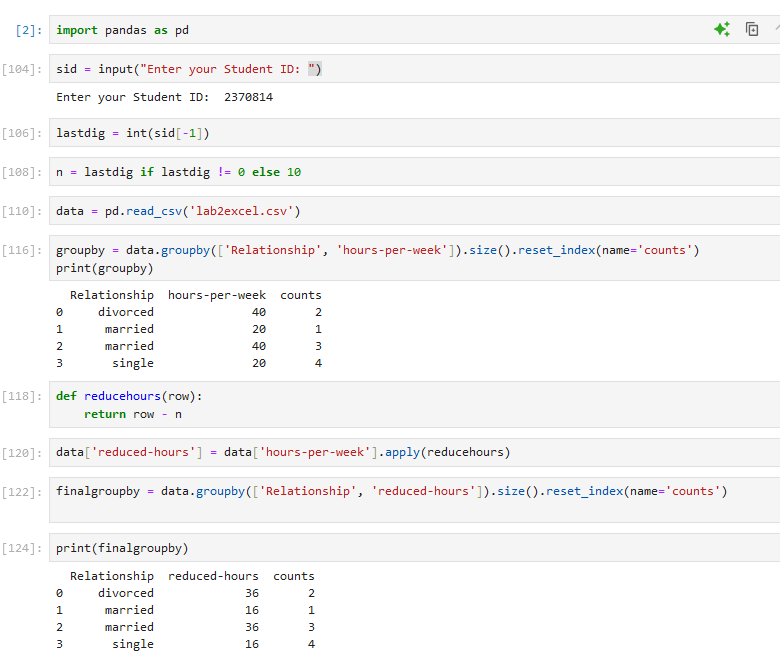 [2]: import pandas as pd
[104]: sid = input("Enter your Student ID: ")
Enter your Student ID:  2370814
[106]: lastdig = int(sid[-1])
[108]: n = lastdig if lastdig != 0 else 10
[110]: data = pd.read_csv('lab2excel.csv')
[116]: groupby = data.groupby(['Relationship', 'hours-per-week']).size().reset_index(name='counts')
print(groupby)
  Relationship  hours-per-week  counts
0     divorced              40       2
1      married              20       1
2      married              40       3
3       single              20       4
[118]: def reducehours(row):
    return row - n
[120]: data['reduced-hours'] = data['hours-per-week'].apply(reducehours)
[122]: finalgroupby = data.groupby(['Relationship', 'reduced-hours']).size().reset_index(name='counts')
[124]: print(finalgroupby)
  Relationship  reduced-hours  counts
0     divorced             36       2
1      married             16       1
2      married             36       3
3       single             16       4